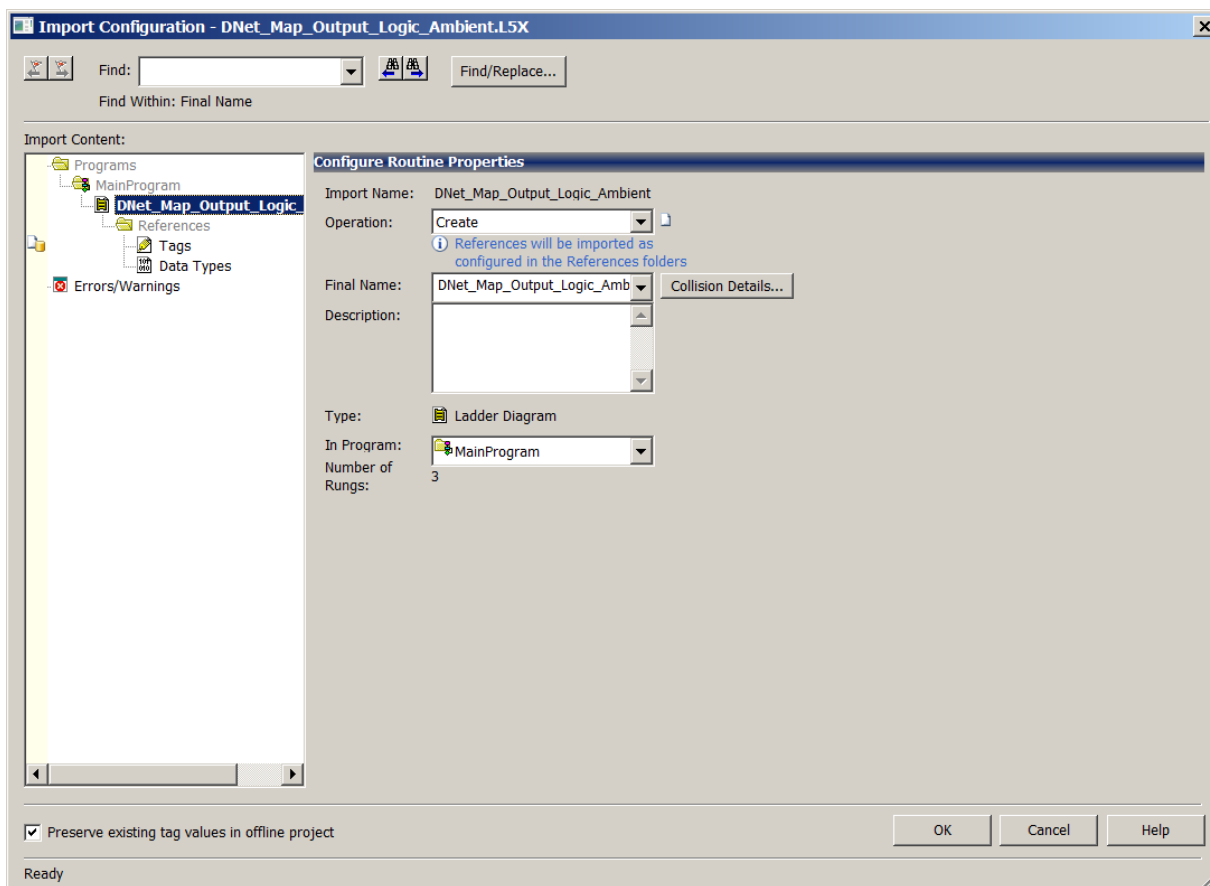 Import Configuration - DNet_Map_Output_Logic_Ambient.L5X
Find:
Find/Replace...
Find Within: Final Name
Import Content:
Programs
MainProgram
DNet_Map_Output_Logic_
References
Tags
Data Types
Errors/Warnings
Configure Routine Properties
Import Name: DNet_Map_Output_Logic_Ambient
Operation: Create
References will be imported as
configured in the References folders
Final Name: DNet_Map_Output_Logic_Amb Collision Details...
Description:
Type: Ladder Diagram
In Program: MainProgram
Number of
Rungs: 3
Preserve existing tag values in offline project
OK Cancel Help
Ready